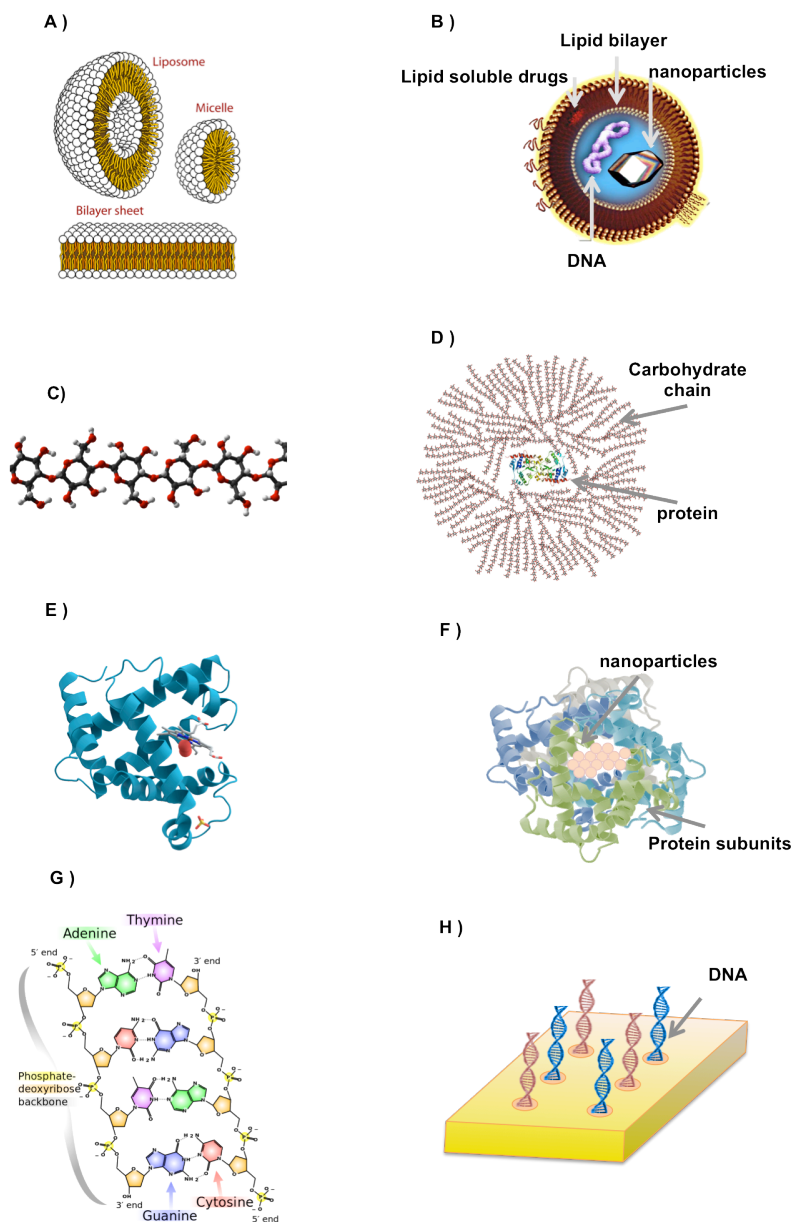 A )
Liposome
Micelle
Bilayer sheet
B )
Lipid bilayer
Lipid soluble drugs
nanoparticles
DNA
C)
D )
Carbohydrate
chain
protein
E )
F )
nanoparticles
Protein subunits
G )
Thymine
Adenine
5′ end
3′ end
Phosphate-
deoxyribose
backbone
3′ end
Cytosine
Guanine
5′ end
H )
DNA